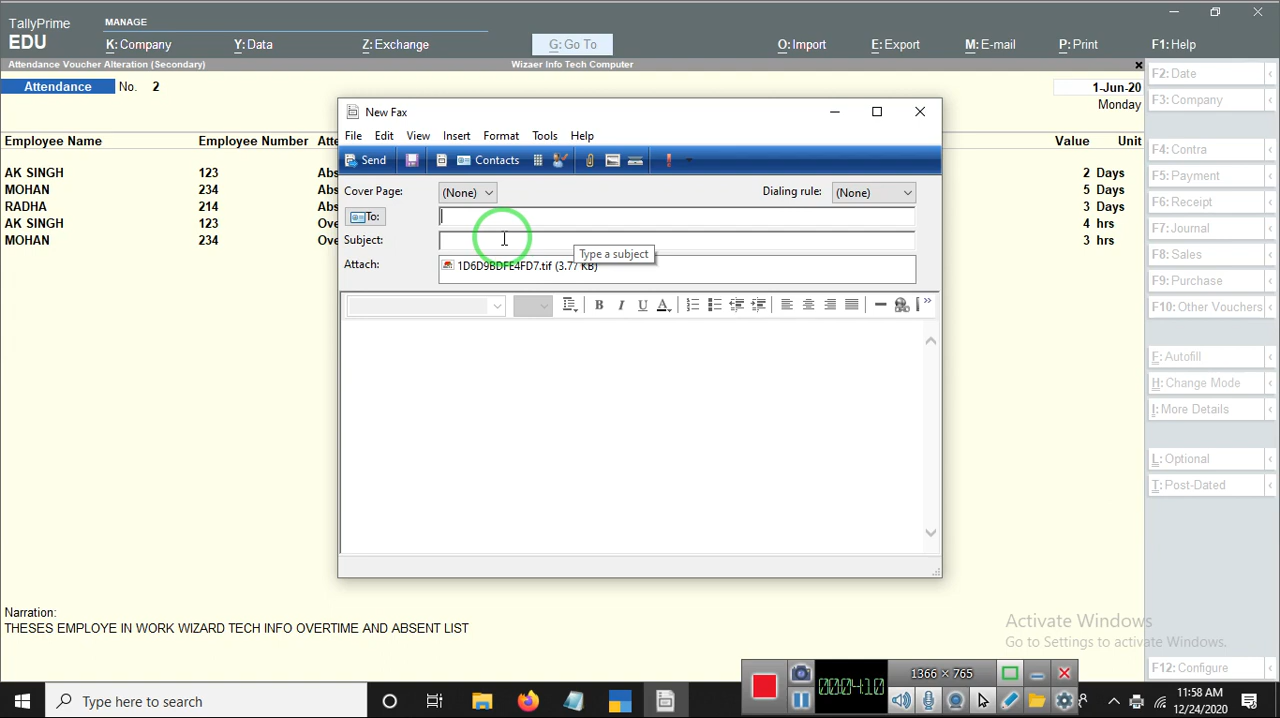 TallyPrime
EDU
MANAGE
K: Company
Y: Data
Z: Exchange
G: Go To
O: Import
E: Export
M: E-mail
P: Print
F1: Help
Attendance Voucher Alteration (Secondary)
Wizaer Info Tech Computer
Attendance No. 2
1-Jun-20
Monday
Employee Name Employee Number Value Unit
AK SINGH 123 2 Days
MOHAN 234 5 Days
RADHA 214 3 Days
AK SINGH 123 4 hrs
MOHAN 234 3 hrs
New Fax
File Edit View Insert Format Tools Help
Send Contacts
Cover Page: (None) Dialing rule: (None)
To:
Subject:
Type a subject
Attach: 1D6D9BDFE4FD7.tif (3.77 KB)
B I U A
F2: Date
F3: Company
F4: Contra
F5: Payment
F6: Receipt
F7: Journal
F8: Sales
F9: Purchase
F10: Other Vouchers
F: Autofill
H: Change Mode
I: More Details
L: Optional
T: Post-Dated
F12: Configure
Narration:
THESES EMPLOYE IN WORK WIZARD TECH INFO OVERTIME AND ABSENT LIST
Activate Windows
Go to Settings to activate Windows.
1366 x 765
000:04:10
Type here to search
11:58 AM
12/24/2020